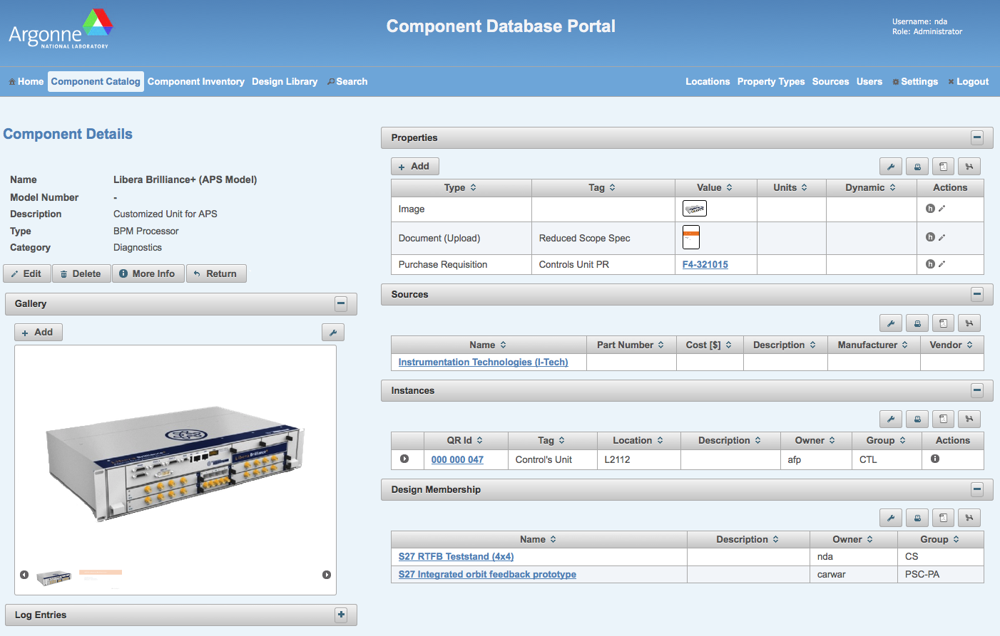 Argonne
NATIONAL LABORATORY
Component Database Portal
Username: nda
Role: Administrator
Home Component Catalog Component Inventory Design Library Search
Locations Property Types Sources Users Settings Logout
Component Details
Name Libera Brilliance+ (APS Model)
Model Number -
Description Customized Unit for APS
Type BPM Processor
Category Diagnostics
Edit Delete More Info Return
Gallery
Add
Libera Brilliance+
Libera
Brilliance+
Log Entries
Properties
Add
Type Tag Value Units Dynamic Actions
Image h
Document (Upload) Reduced Scope Spec h
Purchase Requisition Controls Unit PR F4-321015 h
Sources
Name Part Number Cost [$] Description Manufacturer Vendor
Instrumentation Technologies (I-Tech)
Instances
QR Id Tag Location Description Owner Group Actions
000 000 047 Control's Unit L2112 afp CTL
Design Membership
Name Description Owner Group
S27 RTFB Teststand (4x4) nda CS
S27 Integrated orbit feedback prototype carwar PSC-PA